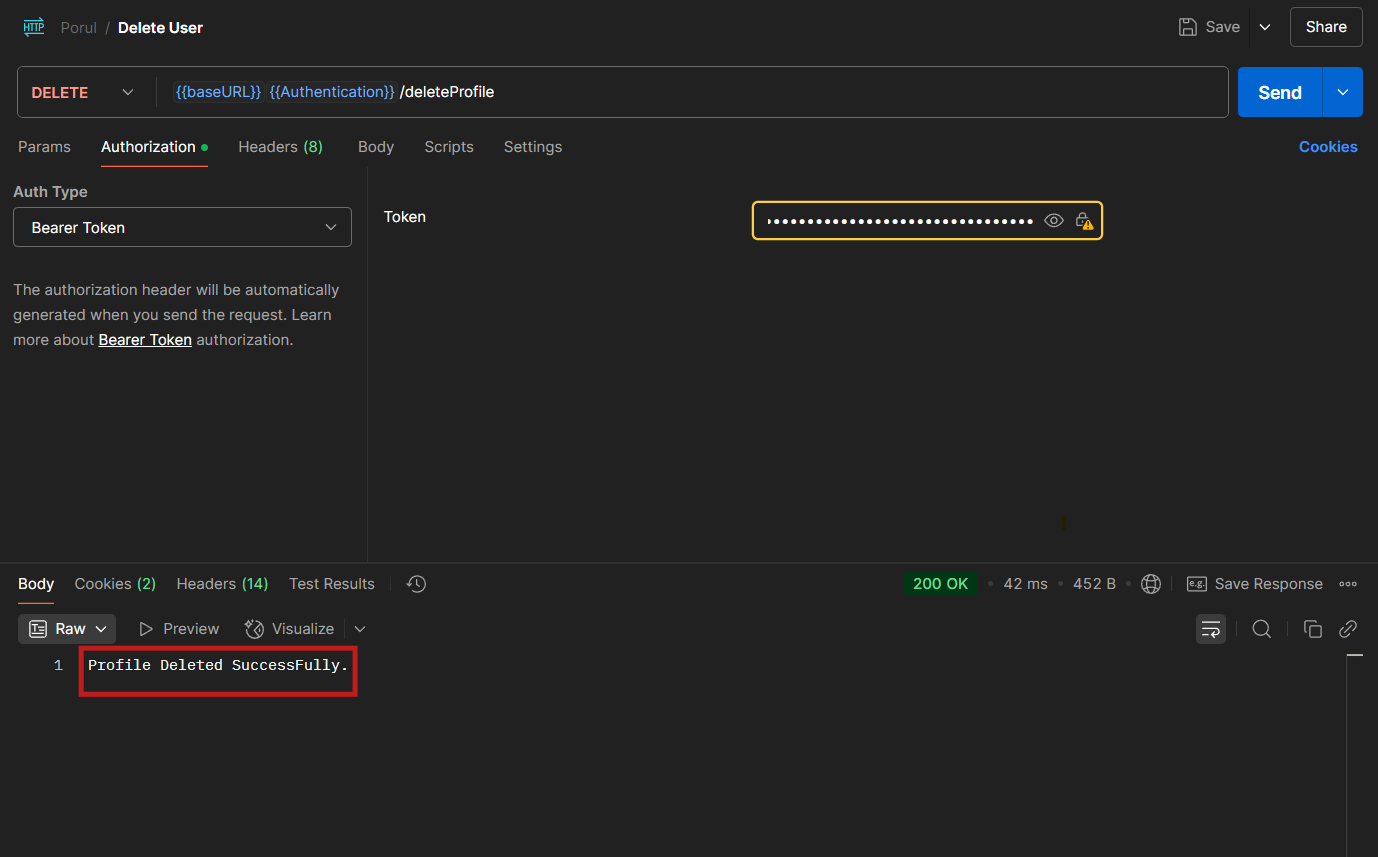 HTTP Porul / Delete User Save Share
DELETE {{baseURL}} {{Authentication}} /deleteProfile Send
Params Authorization Headers (8) Body Scripts Settings Cookies
Auth Type
Bearer Token
Token
The authorization header will be automatically
generated when you send the request. Learn
more about Bearer Token authorization.
Body Cookies (2) Headers (14) Test Results 200 OK • 42 ms • 452 B • e.g. Save Response
Raw Preview Visualize
1 Profile Deleted SuccessFully.